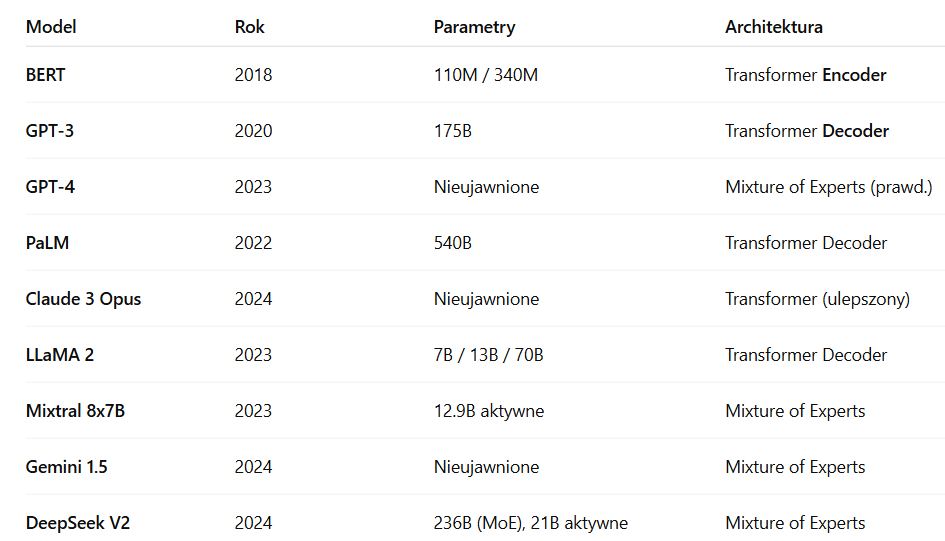 Model Rok Parametry Architektura
BERT 2018 110M / 340M Transformer Encoder
GPT-3 2020 175B Transformer Decoder
GPT-4 2023 Nieujawnione Mixture of Experts (prawd.)
PaLM 2022 540B Transformer Decoder
Claude 3 Opus 2024 Nieujawnione Transformer (ulepszony)
LLaMA 2 2023 7B / 13B / 70B Transformer Decoder
Mixtral 8x7B 2023 12.9B aktywne Mixture of Experts
Gemini 1.5 2024 Nieujawnione Mixture of Experts
DeepSeek V2 2024 236B (MoE), 21B aktywne Mixture of Experts